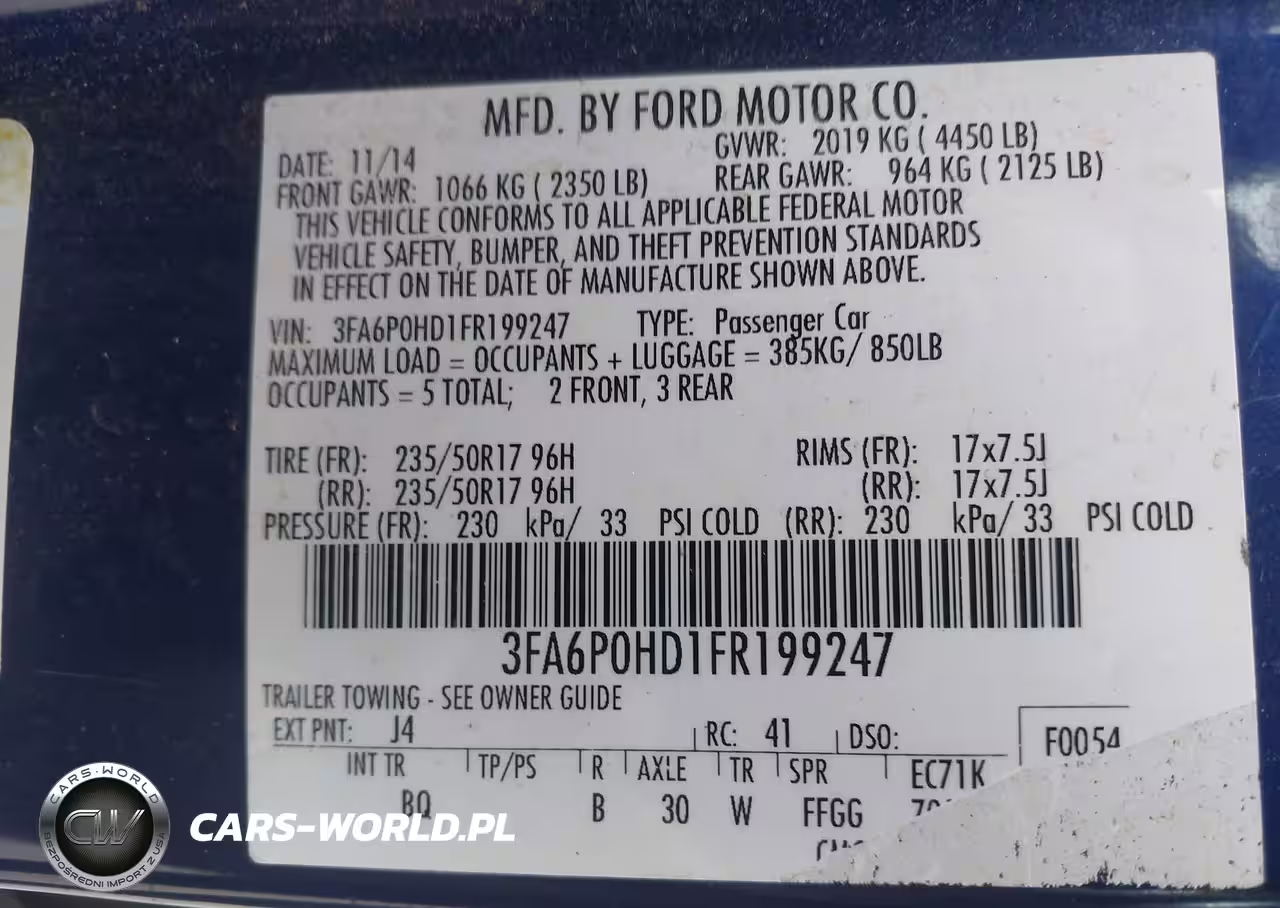 MFD. BY FORD MOTOR CO.
DATE: 11/14 GVWR: 2019 KG ( 4450 LB)
FRONT GAWR: 1066 KG ( 2350 LB) REAR GAWR: 964 KG ( 2125 LB)
THIS VEHICLE CONFORMS TO ALL APPLICABLE FEDERAL MOTOR
VEHICLE SAFETY, BUMPER, AND THEFT PREVENTION STANDARDS
IN EFFECT ON THE DATE OF MANUFACTURE SHOWN ABOVE.
VIN: 3FA6P0HD1FR199247 TYPE: Passenger Car
MAXIMUM LOAD = OCCUPANTS + LUGGAGE = 385KG/ 850LB
OCCUPANTS = 5 TOTAL; 2 FRONT, 3 REAR
TIRE (FR): 235/50R17 96H RIMS (FR): 17x7.5J
(RR): 235/50R17 96H (RR): 17x7.5J
PRESSURE (FR): 230 kPa/ 33 PSI COLD (RR): 230 kPa/ 33 PSI COLD
3FA6P0HD1FR199247
TRAILER TOWING - SEE OWNER GUIDE
EXT PNT: J4 RC: 41 DSO: F0054
INT TR TP/PS R AXLE TR SPR EC71K
BQ B 30 W FFGG
CARS-WORLD
CW
BEZPOŚREDNI IMPORT Z USA
CARS-WORLD.PL